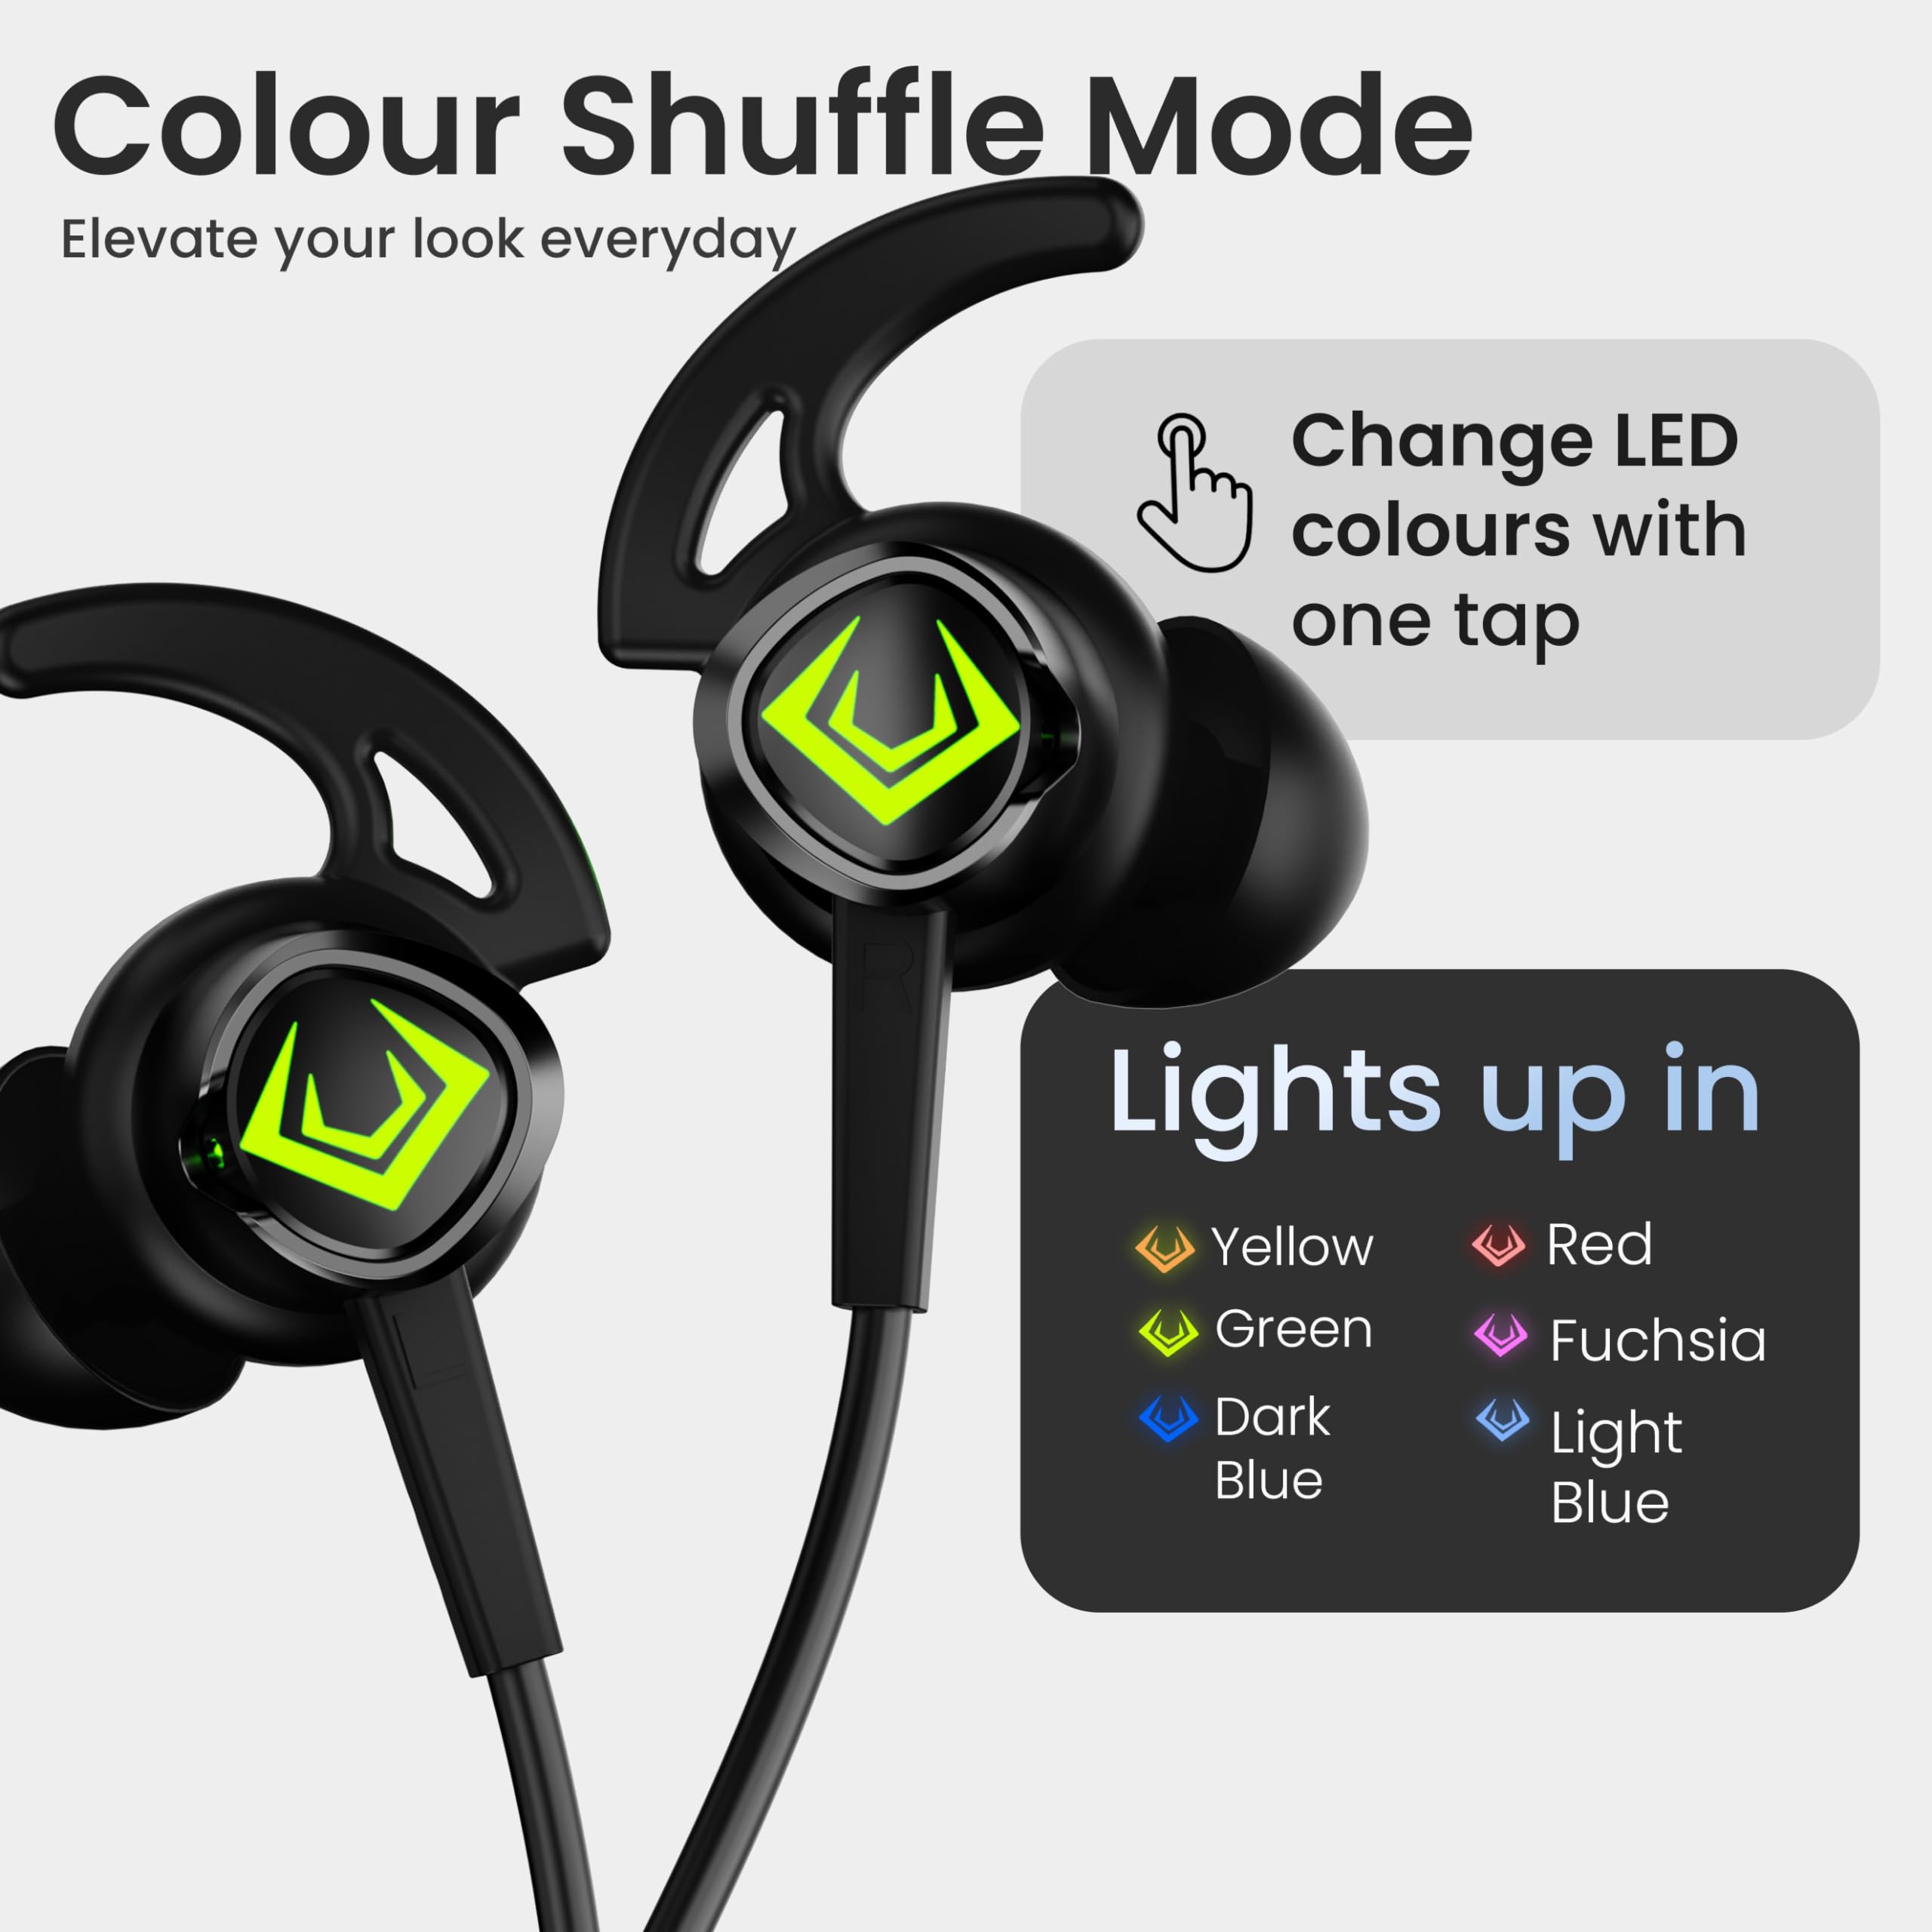 Colour Shuffle Mode
Elevate your look everyday
Change LED
colours with
one tap
R
L
Lights up in
Yellow
Red
Green
Fuchsia
Dark
Blue
Light
Blue